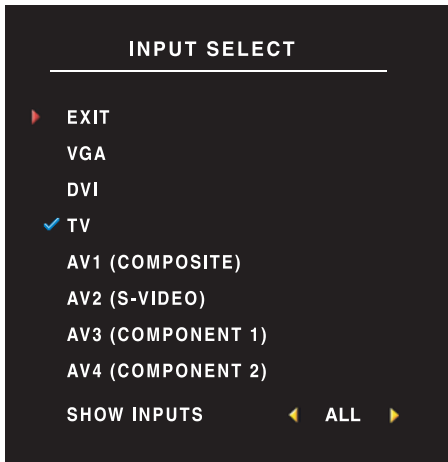 INPUT SELECT
EXIT
VGA
DVI
TV
AV1 (COMPOSITE)
AV2 (S-VIDEO)
AV3 (COMPONENT 1)
AV4 (COMPONENT 2)
SHOW INPUTS ALL